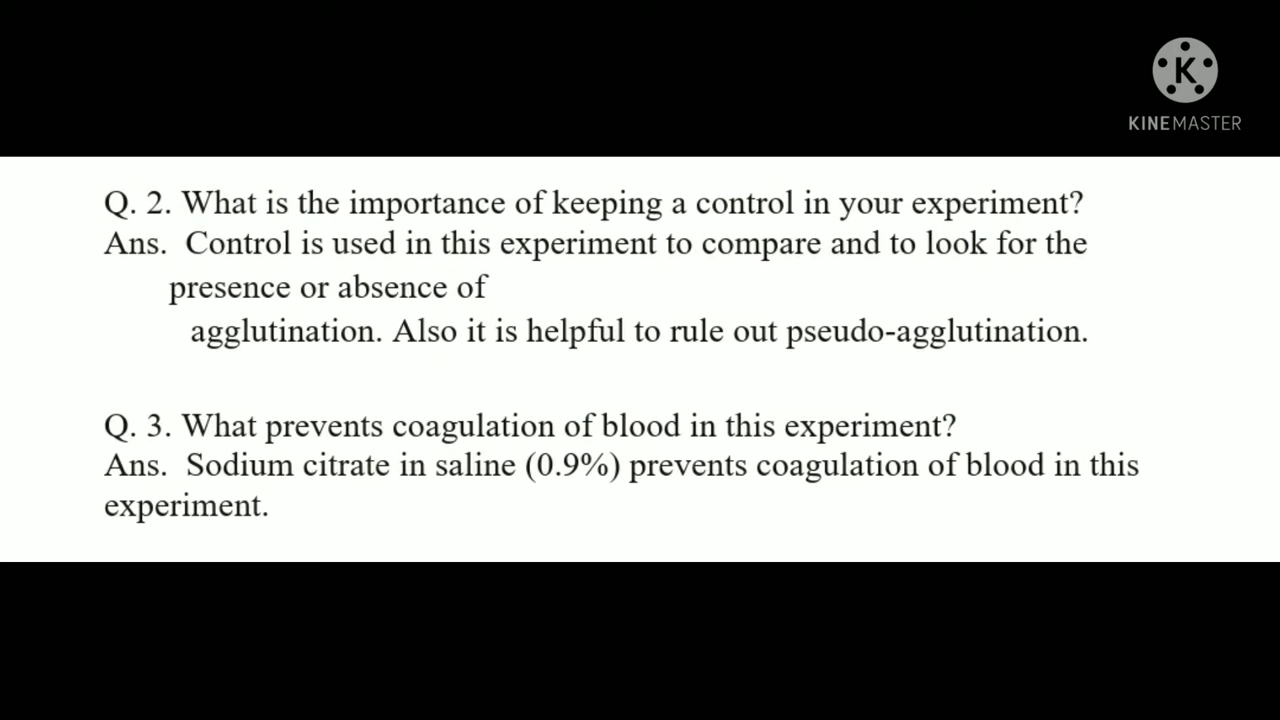 K
KINEMASTER
Q. 2. What is the importance of keeping a control in your experiment?
Ans. Control is used in this experiment to compare and to look for the
presence or absence of
agglutination. Also it is helpful to rule out pseudo-agglutination.
Q. 3. What prevents coagulation of blood in this experiment?
Ans. Sodium citrate in saline (0.9%) prevents coagulation of blood in this
experiment.